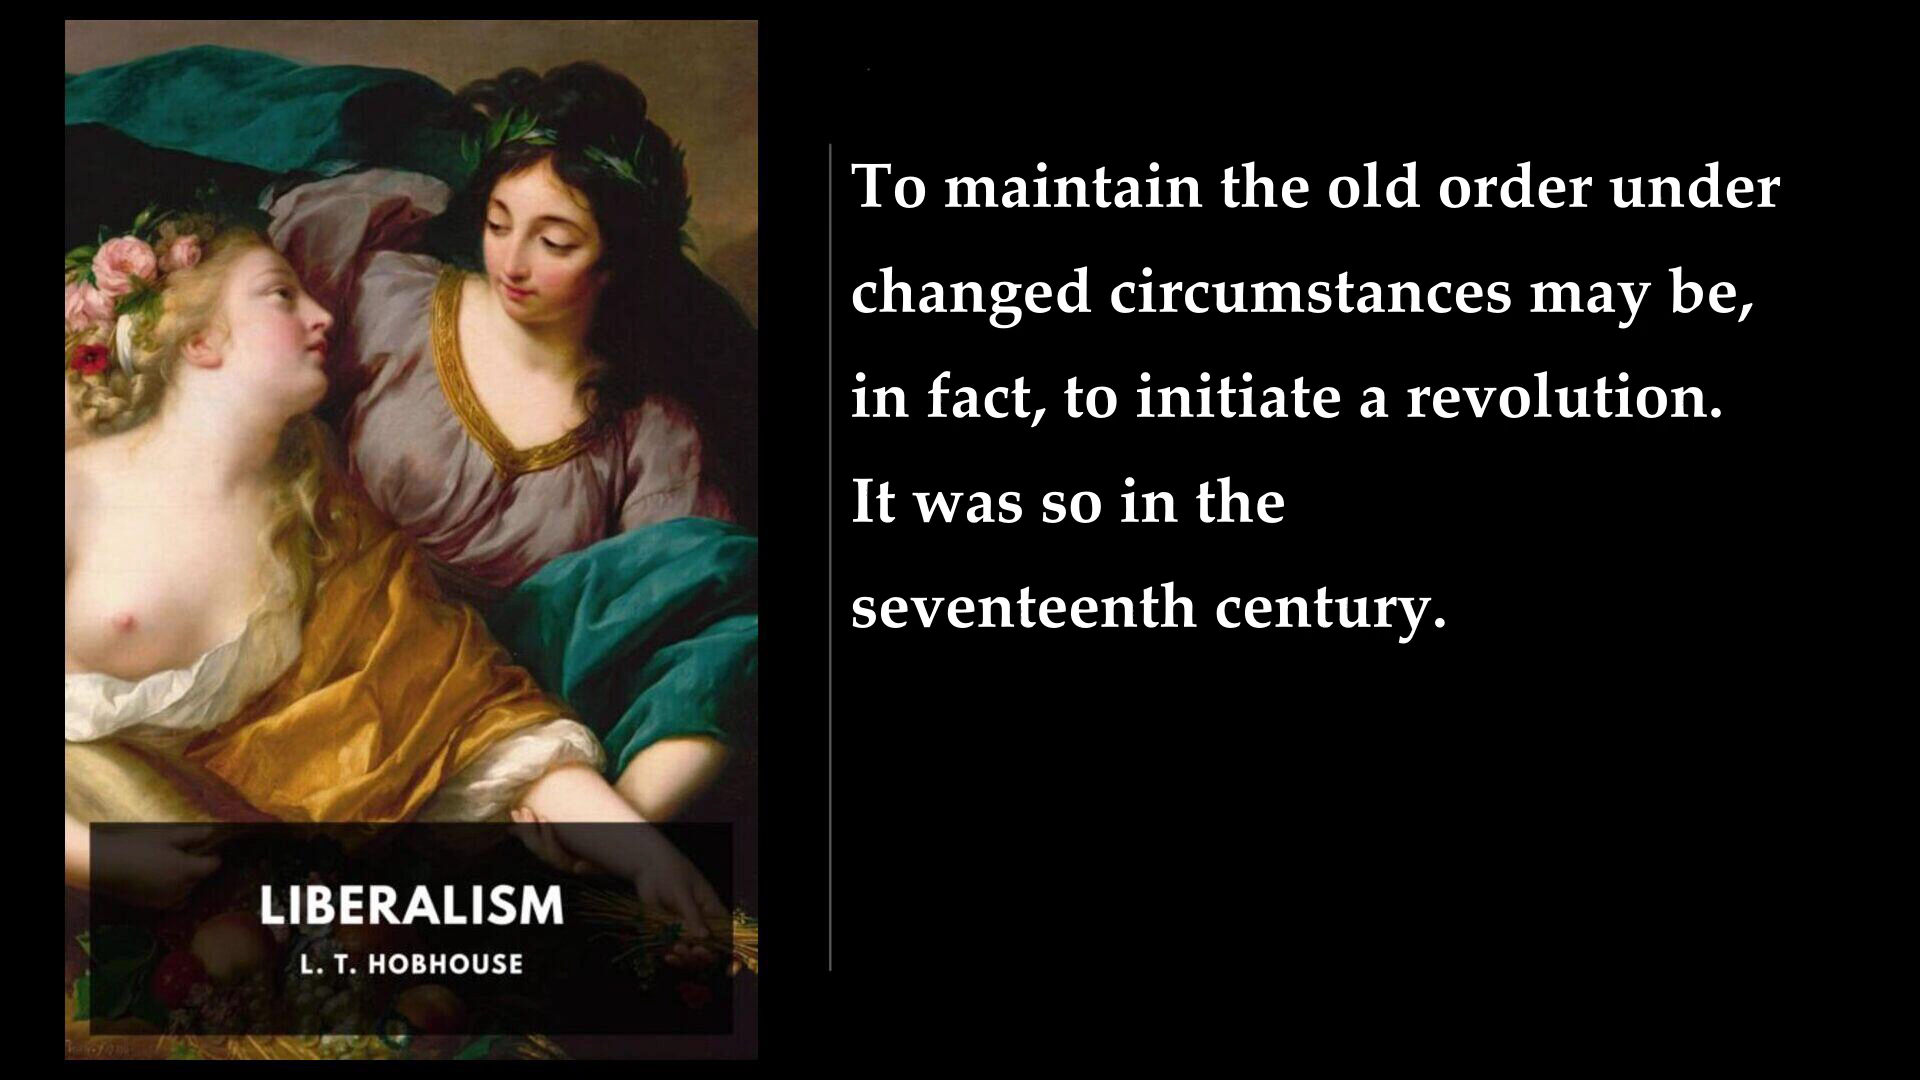 LIBERALISM
L. T. HOBHOUSE
To maintain the old order under
changed circumstances may be,
in fact, to initiate a revolution.
It was so in the
seventeenth century.